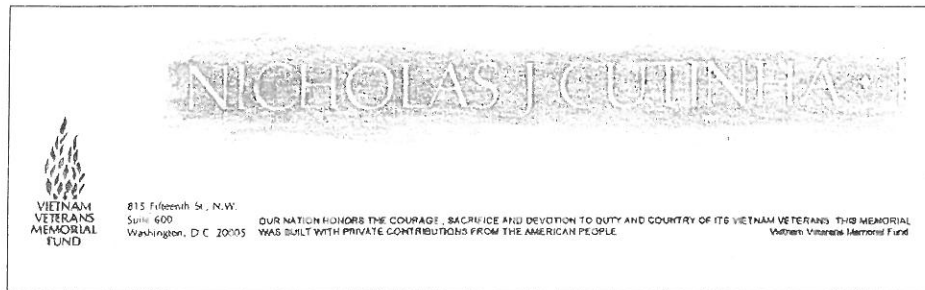 NICHOLAS J CUTINHA
VIETNAM
VETERANS
MEMORIAL
FUND
815 Fifteenth St., N.W.
Suite 600
Washington, D C 20005
OUR NATION HONORS THE COURAGE, SACRIFICE AND DEVOTION TO DUTY AND COUNTRY OF ITS VIETNAM VETERANS. THIS MEMORIAL
WAS BUILT WITH PRIVATE CONTRIBUTIONS FROM THE AMERICAN PEOPLE
Vietnam Veterans Memorial Fund